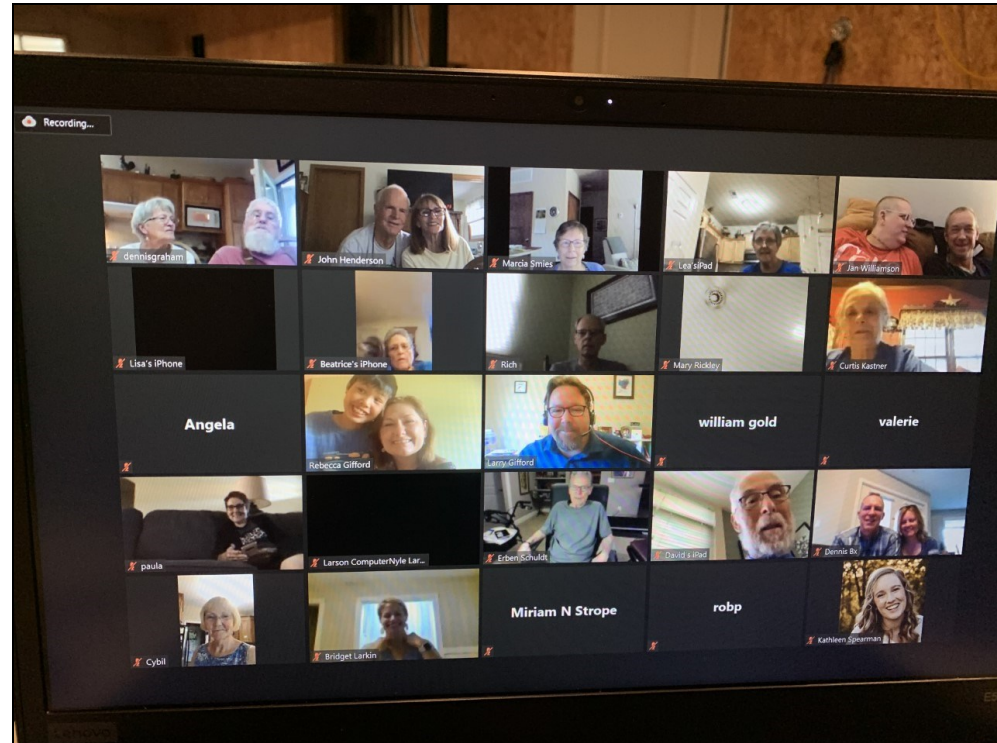 Recording...
dennisgraham
John Henderson
Marcia Smies
Lea'siPad
Jan Williamson
Lisa's iPhone
Beatrice's iPhone
Rich
Mary Rickley
Curtis Kastner
Angela
Rebecca Gifford
Larry Gifford
william gold
valerie
paula
Larson ComputerNyle Lar...
Erben Schuldt
David's iPad
Dennis Bx
Cybil
Bridget Larkin
Miriam N Strope
robp
Kathleen Spearman
Lenovo